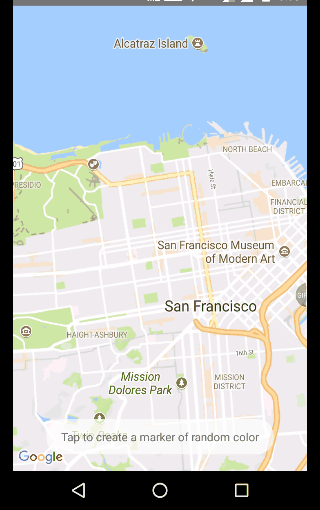 Alcatraz Island
NORTH BEACH
101
PRESIDIO
EMBARCA
FINANCIAL
DISTRICT
San Francisco Museum
of Modern Art
San Francisco
HAIGHT-ASHBURY
16th St
Mission
Dolores Park
MISSION
DISTRICT
Tap to create a marker of random color
Google